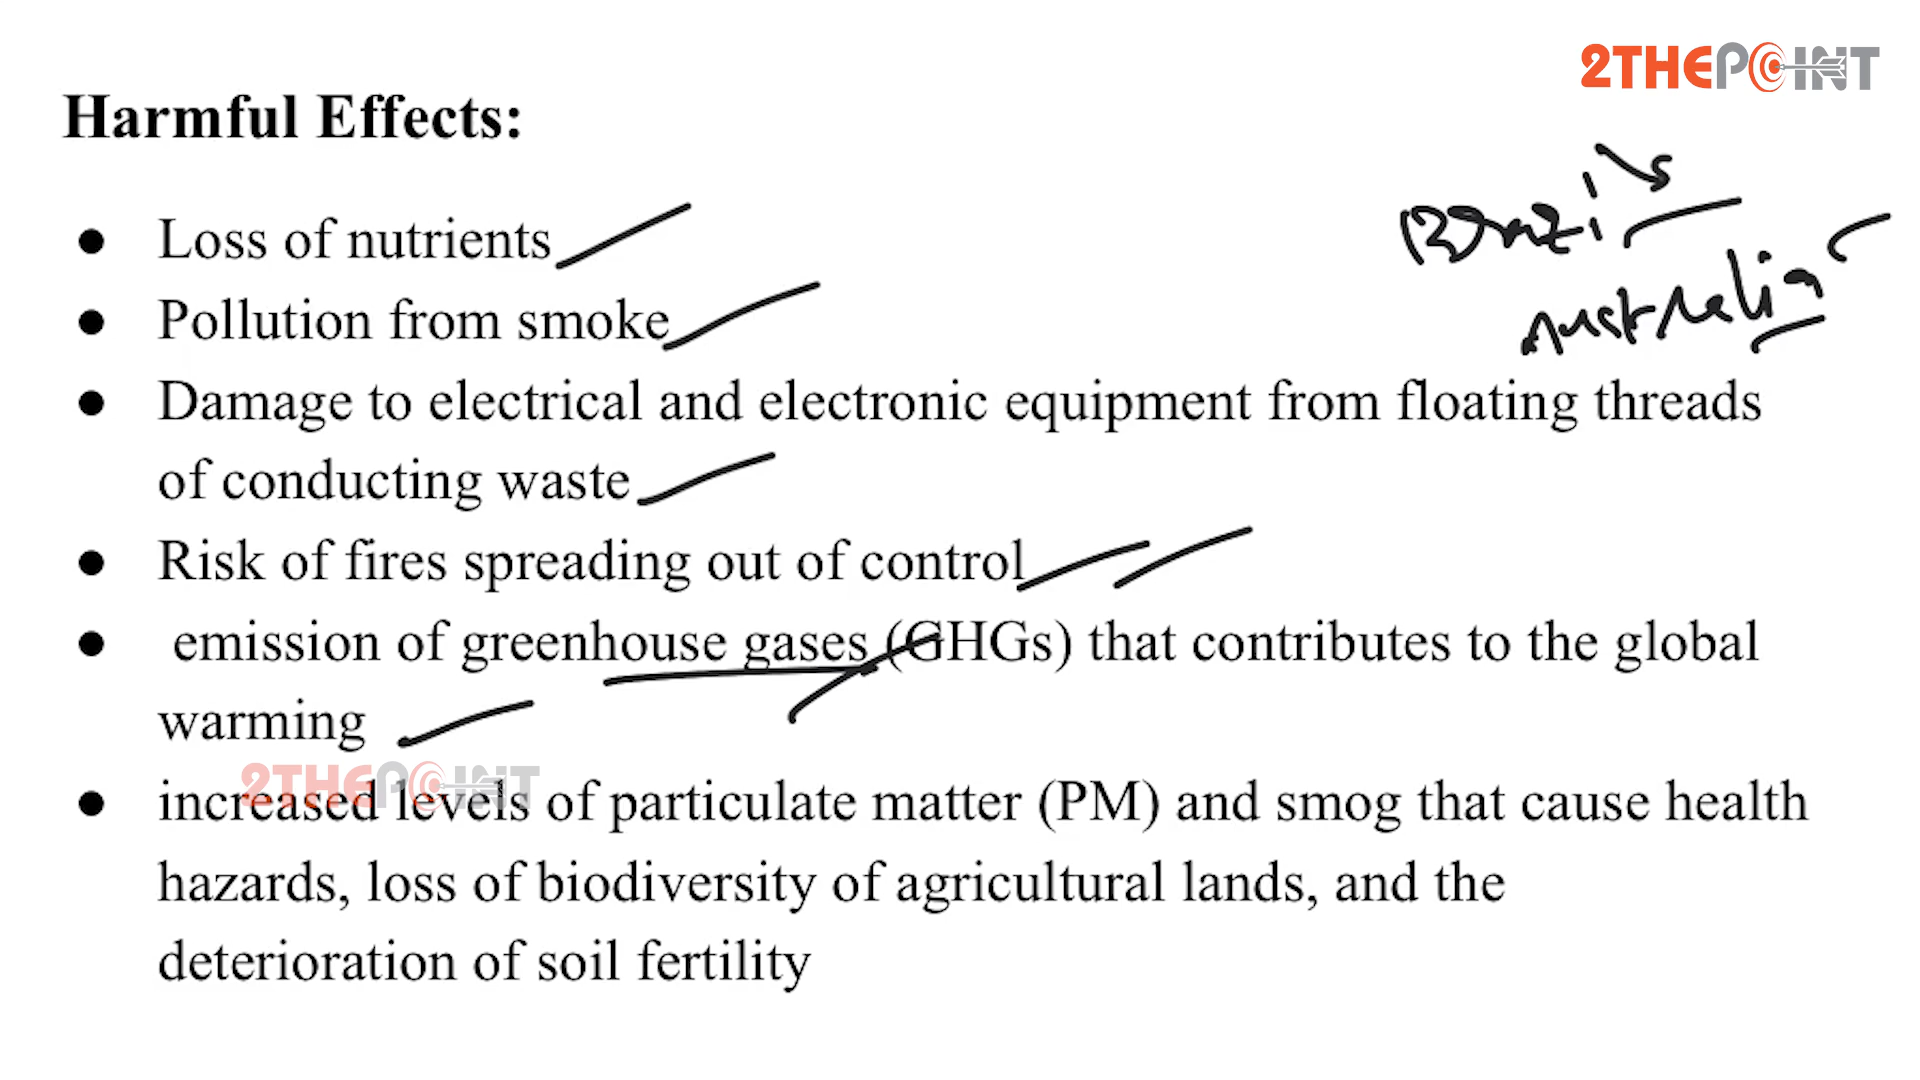 2THEPOINT
Harmful Effects:
Brazil
Australia
● Loss of nutrients
● Pollution from smoke
● Damage to electrical and electronic equipment from floating threads
of conducting waste
● Risk of fires spreading out of control
● emission of greenhouse gases (GHGs) that contributes to the global
warming
2THEPOINT
● increased levels of particulate matter (PM) and smog that cause health
hazards, loss of biodiversity of agricultural lands, and the
deterioration of soil fertility